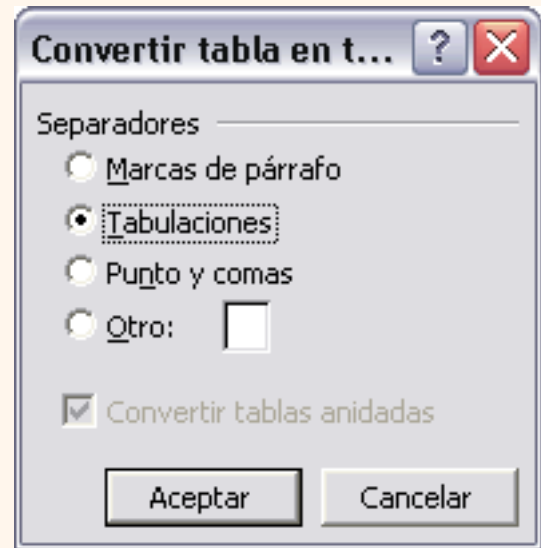 Convertir tabla en t...
Separadores
Marcas de párrafo
Tabulaciones
Punto y comas
Otro:
Convertir tablas anidadas
Aceptar Cancelar